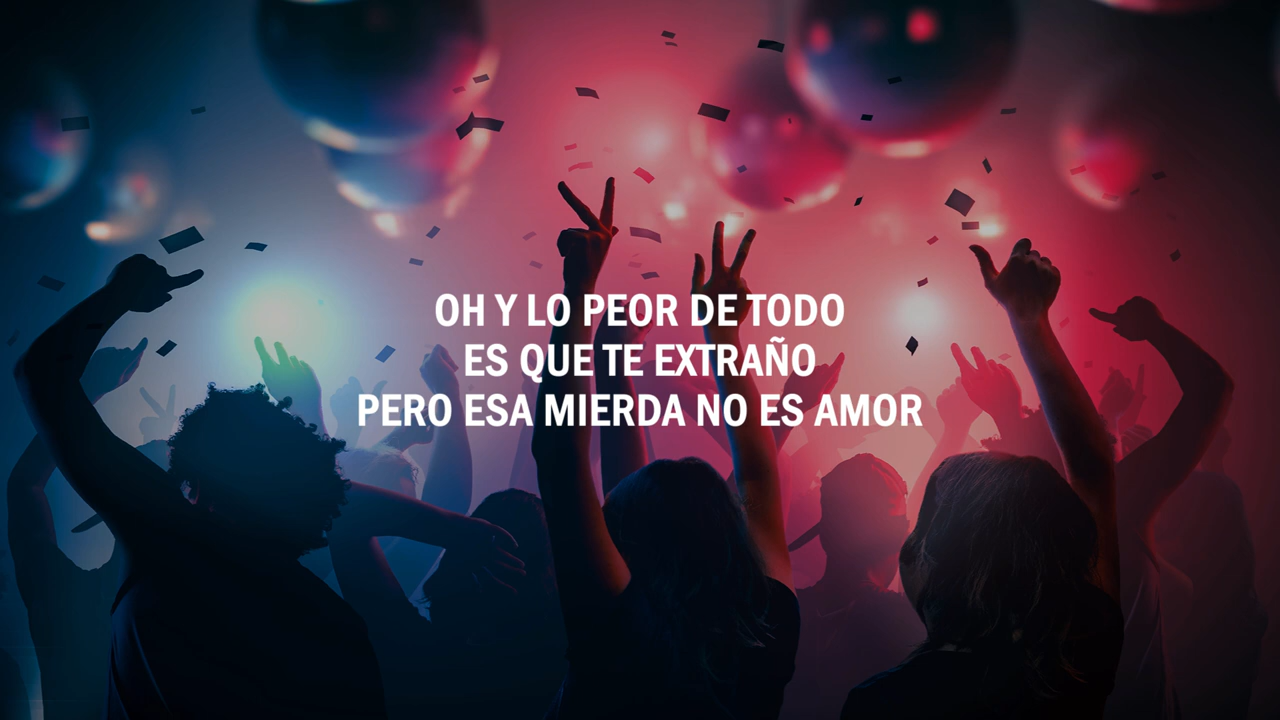 OH Y LO PEOR DE TODO
ES QUE TE EXTRAÑO
PERO ESA MIERDA NO ES AMOR